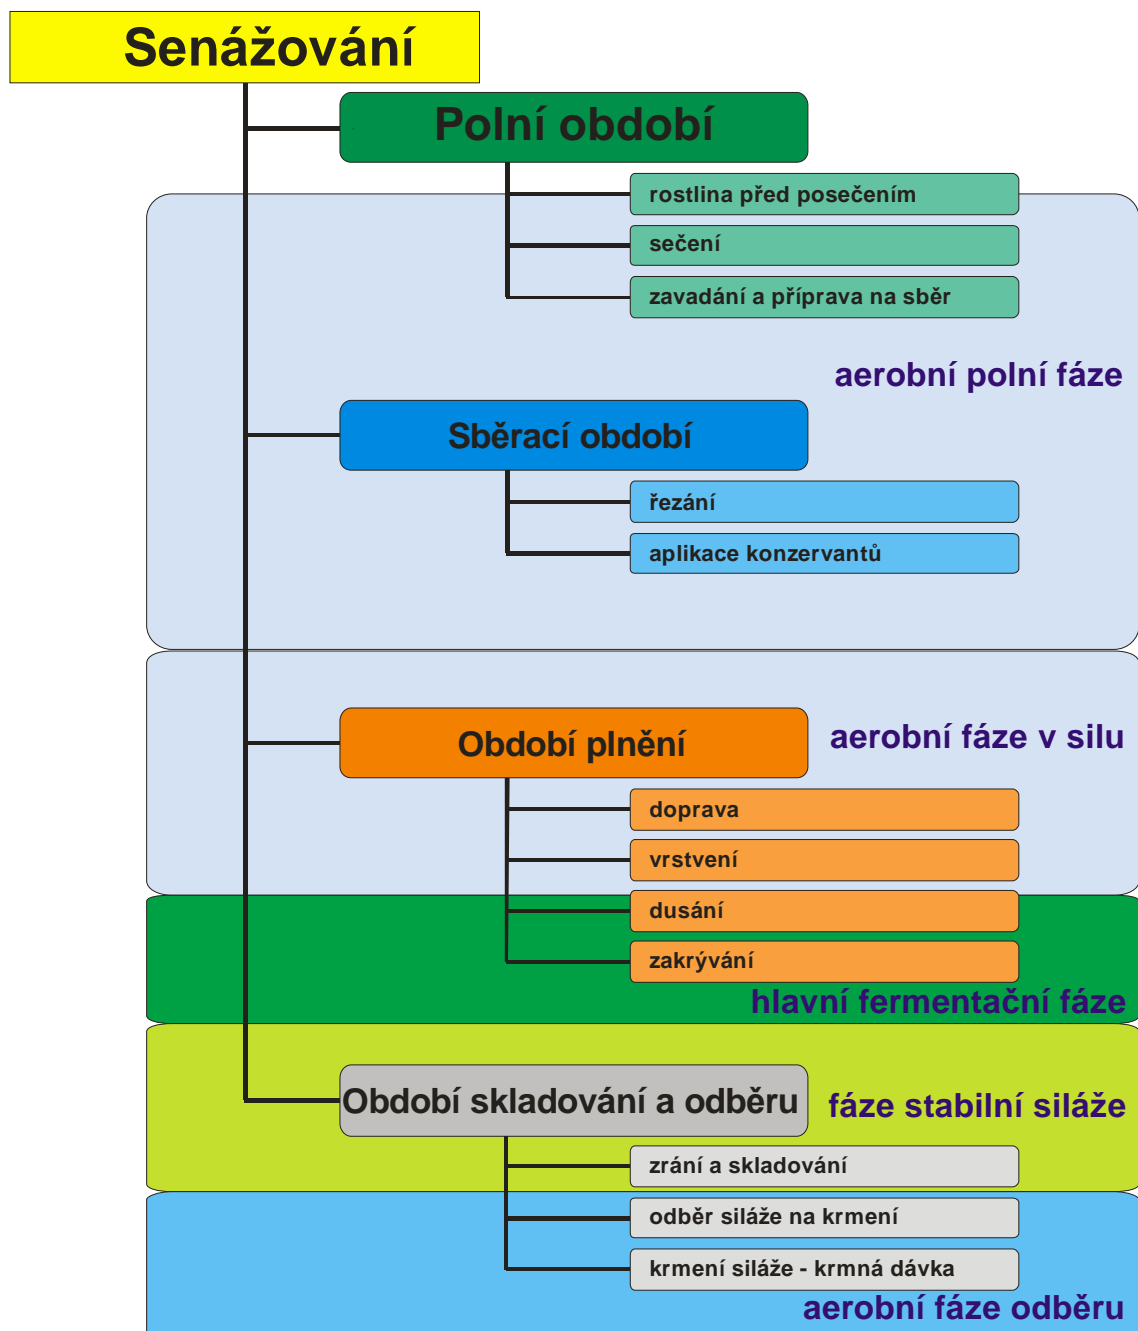 Senážování
Polní období
rostlina před posečením
sečení
zavadání a příprava na sběr
aerobní polní fáze
Sběrací období
řezání
aplikace konzervantů
Období plnění
aerobní fáze v silu
doprava
vrstvení
dusání
zakrývání
hlavní fermentační fáze
Období skladování a odběru
fáze stabilní siláže
zrání a skladování
odběr siláže na krmení
krmení siláže - krmná dávka
aerobní fáze odběru